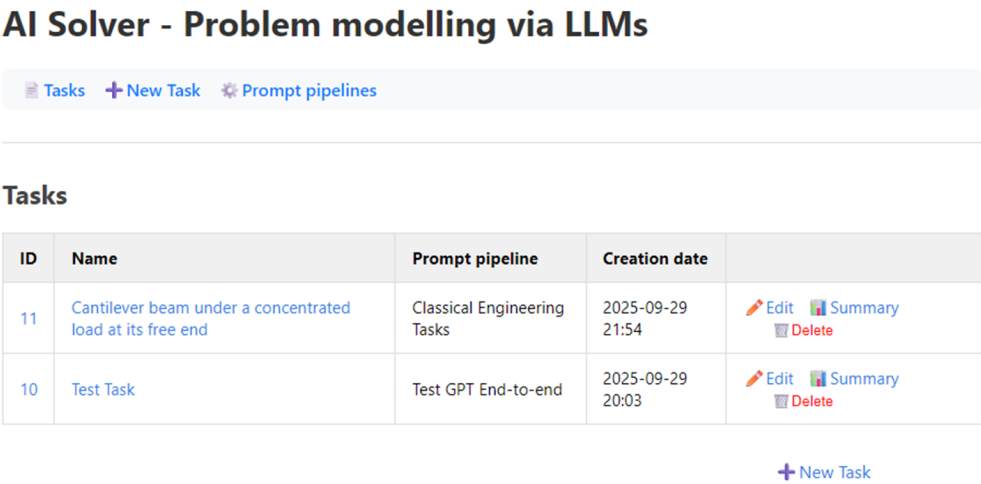 AI Solver - Problem modelling via LLMs
Tasks New Task Prompt pipelines
Tasks
ID Name Prompt pipeline Creation date
11 Cantilever beam under a concentrated load at its free end Classical Engineering Tasks 2025-09-29 21:54 Edit Summary Delete
10 Test Task Test GPT End-to-end 2025-09-29 20:03 Edit Summary Delete
New Task